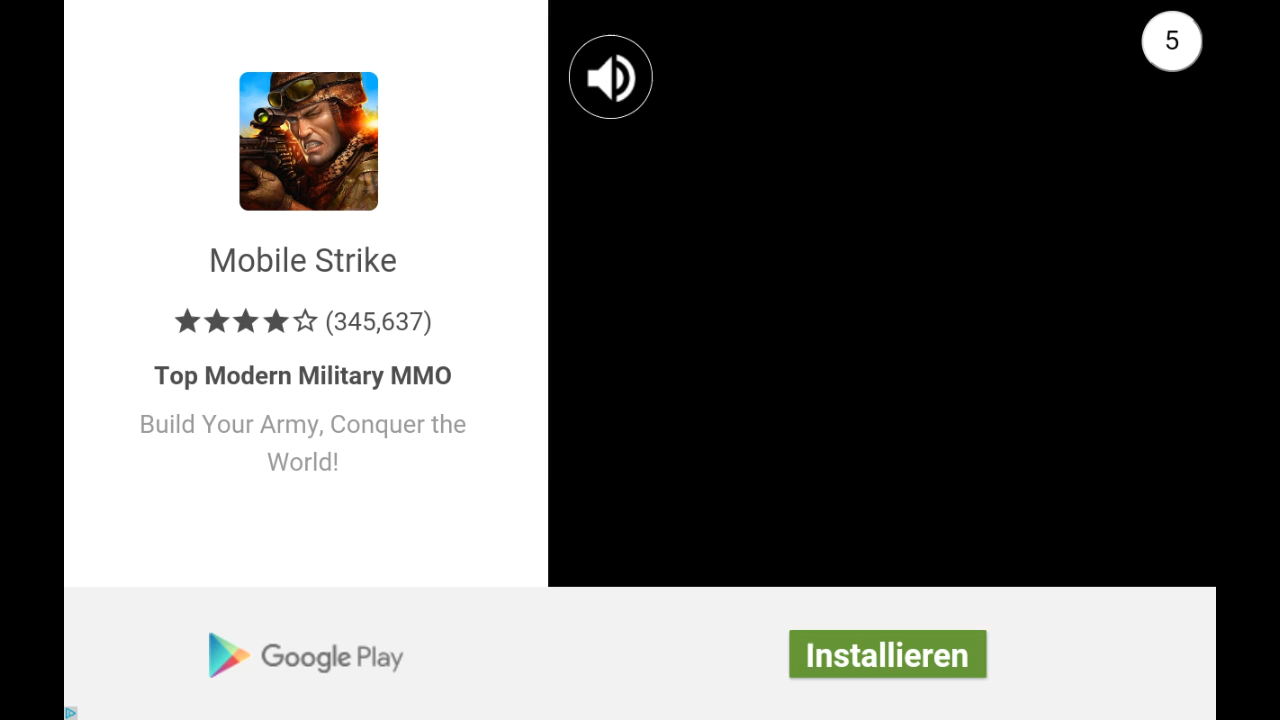 5
Mobile Strike
(345,637)
Top Modern Military MMO
Build Your Army, Conquer the
World!
Google Play
Installieren